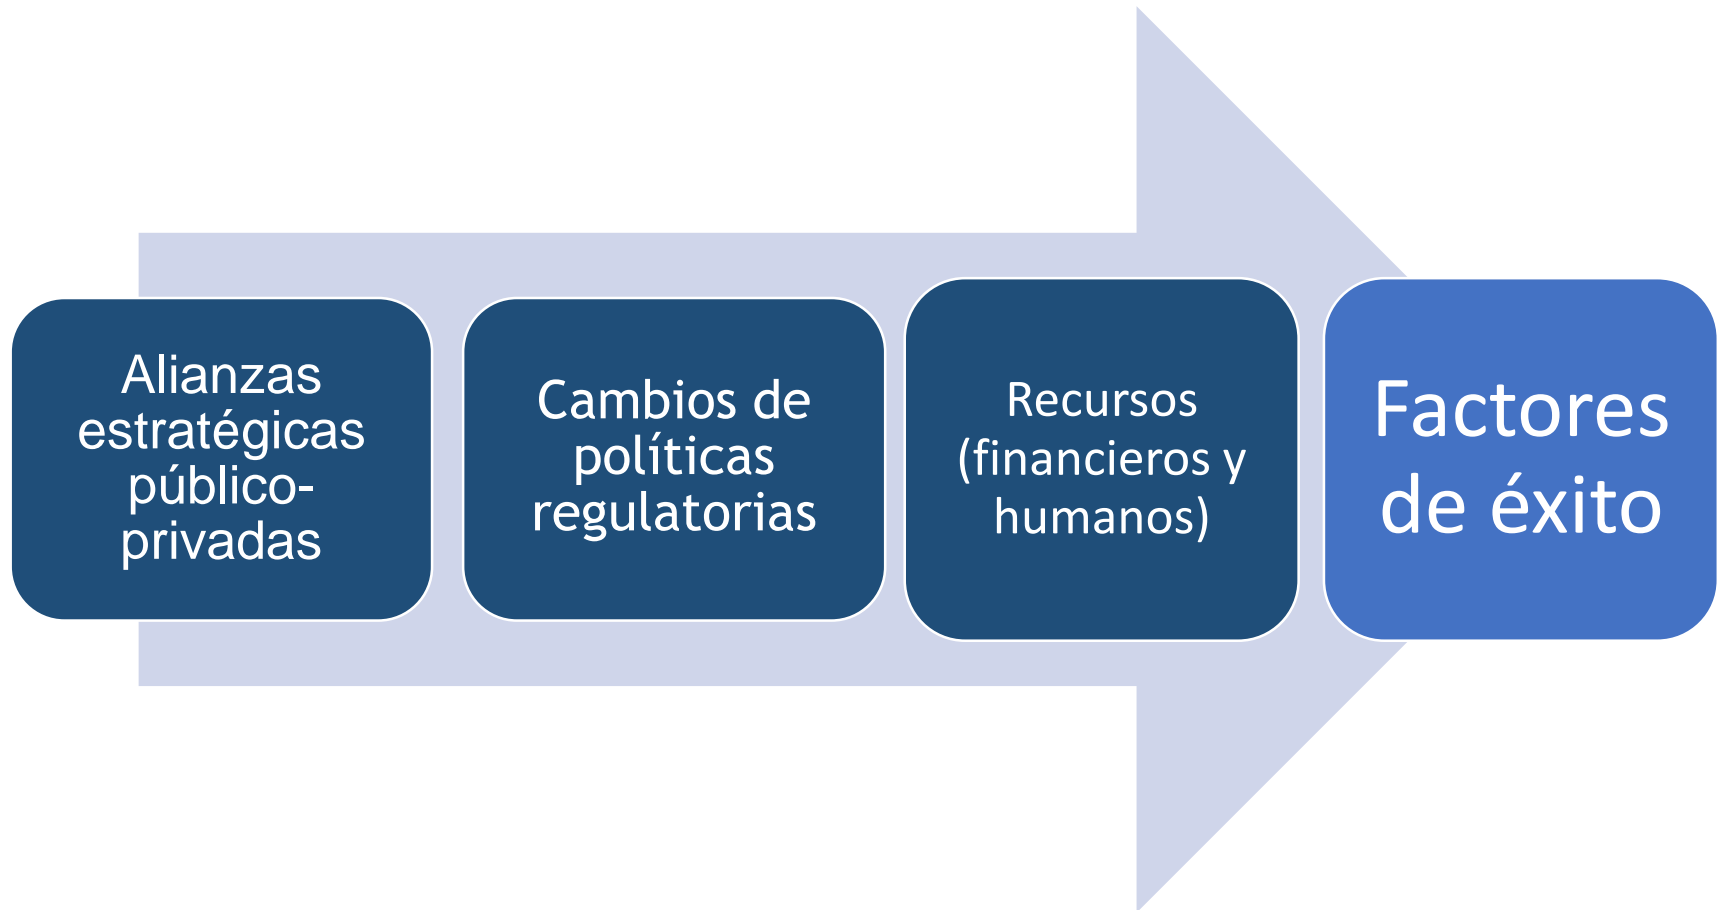 Alianzas
estratégicas
público-
privadas
Cambios de
políticas
regulatorias
Recursos
(financieros y
humanos)
Factores
de éxito